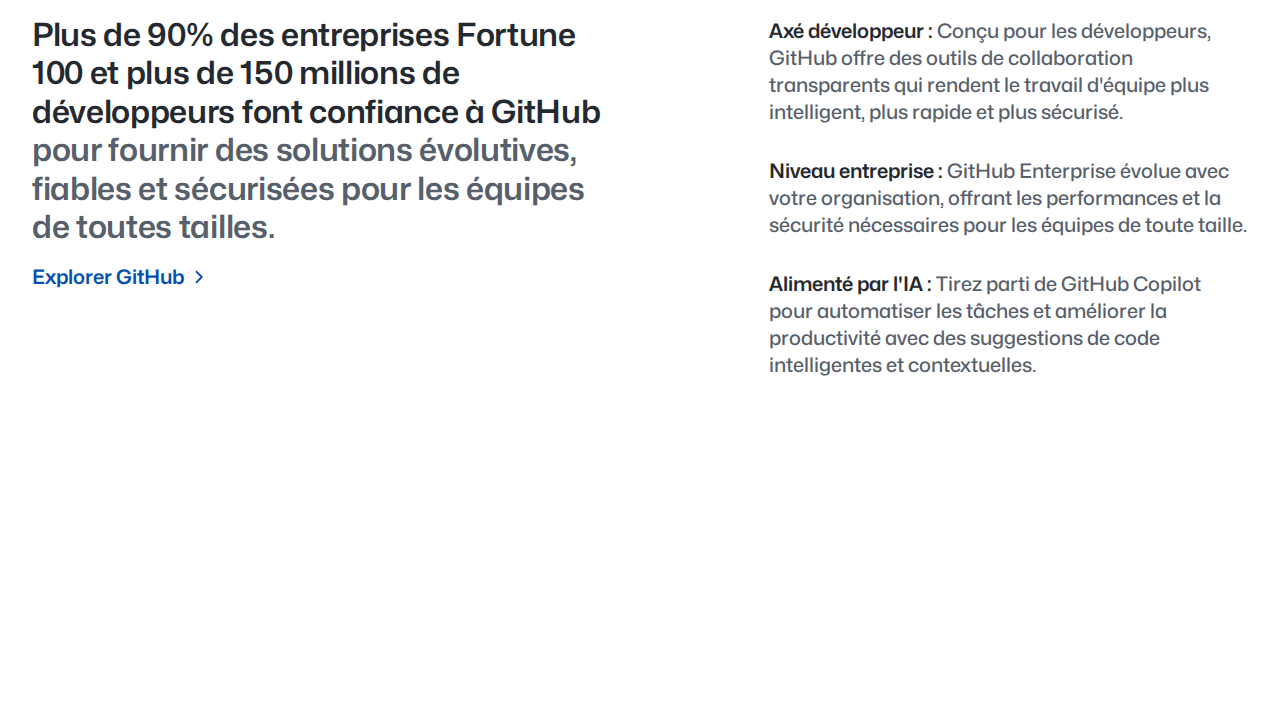 Plus de 90% des entreprises Fortune
100 et plus de 150 millions de
développeurs font confiance à GitHub
pour fournir des solutions évolutives,
fiables et sécurisées pour les équipes
de toutes tailles.
Explorer GitHub
Axé développeur : Conçu pour les développeurs,
GitHub offre des outils de collaboration
transparents qui rendent le travail d'équipe plus
intelligent, plus rapide et plus sécurisé.
Niveau entreprise : GitHub Enterprise évolue avec
votre organisation, offrant les performances et la
sécurité nécessaires pour les équipes de toute taille.
Alimenté par l'IA : Tirez parti de GitHub Copilot
pour automatiser les tâches et améliorer la
productivité avec des suggestions de code
intelligentes et contextuelles.